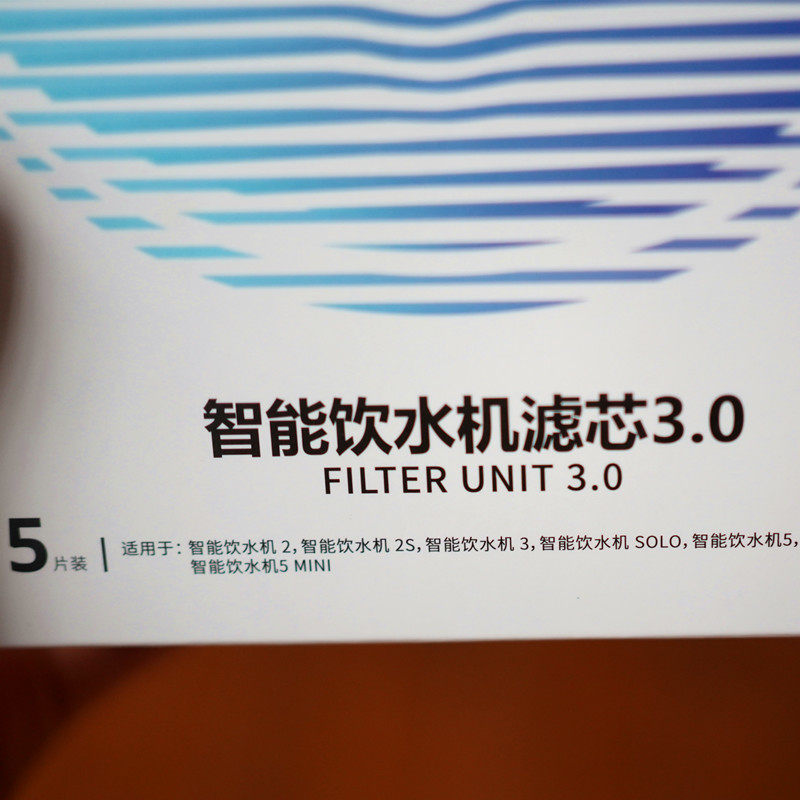 智能饮水机滤芯3.0
FILTER UNIT 3.0
5片装
适用于：智能饮水机 2，智能饮水机 2S，智能饮水机 3，智能饮水机 SOLO，智能饮水机5，
智能饮水机5 MINI